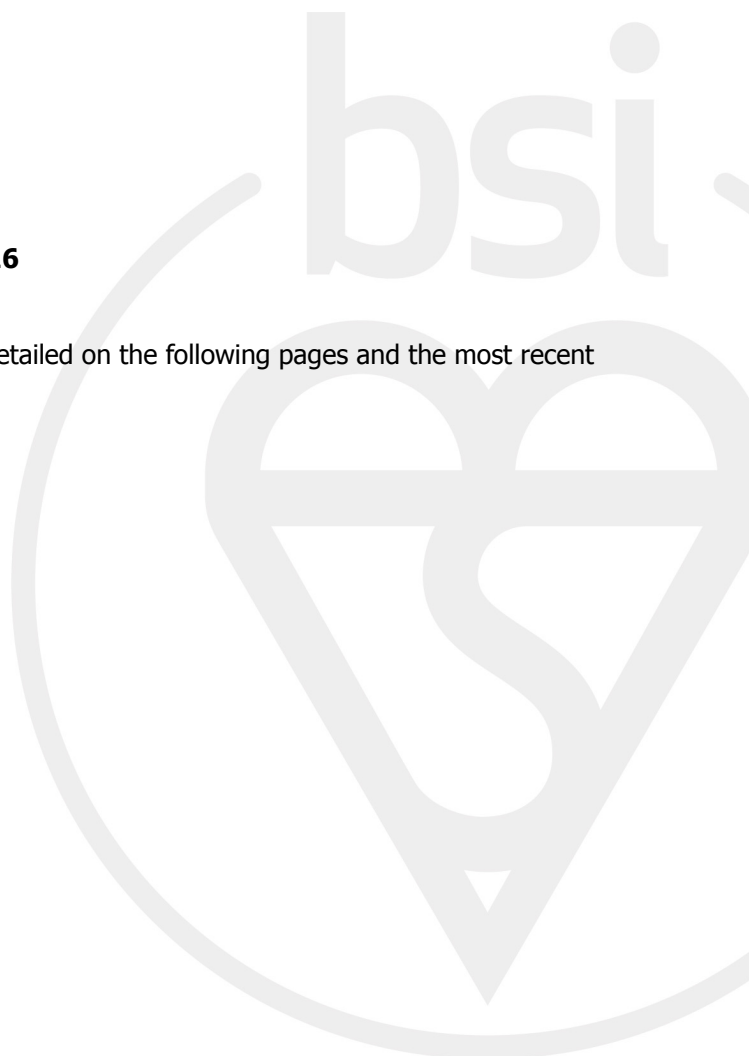 bsi
.6
etailed on the following pages and the most recent